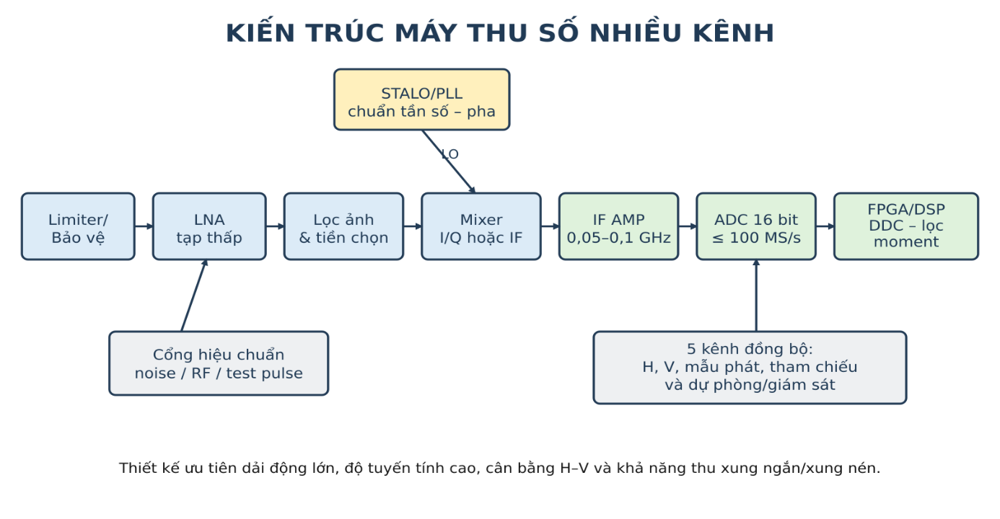 KIẾN TRÚC MÁY THU SỐ NHIỀU KÊNH
STALO/PLL
chuẩn tần số – pha
LO
Limiter/
Bảo vệ
LNA
tạp thấp
Lọc ảnh
& tiền chọn
Mixer
I/Q hoặc IF
IF AMP
0,05–0,1 GHz
ADC 16 bit
≤ 100 MS/s
FPGA/DSP
DDC – lọc
moment
Cổng hiệu chuẩn
noise / RF / test pulse
5 kênh đồng bộ:
H, V, mẫu phát, tham chiếu
và dự phòng/giám sát
Thiết kế ưu tiên dải động lớn, độ tuyến tính cao, cân bằng H–V và khả năng thu xung ngắn/xung nén.